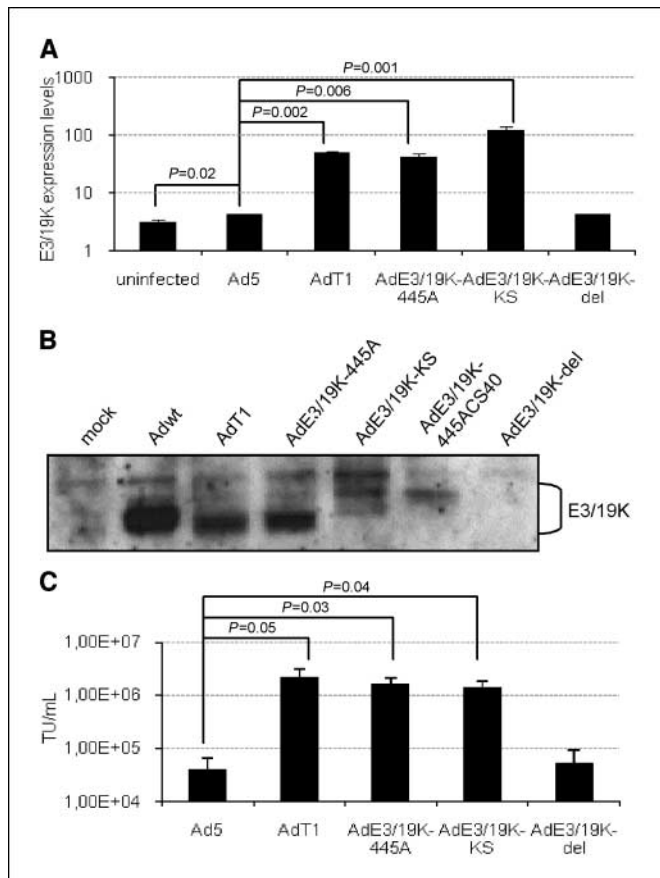 A
P=0.001
P=0.006
P=0.002
P=0.02
E3/19K expression levels
1000
100
10
1
uninfected
Ad5
AdT1
AdE3/19K-
445A
AdE3/19K-
KS
AdE3/19K-
del
B
mock
Adwt
AdT1
AdE3/19K-445A
AdE3/19K-KS
AdE3/19K-
445ACS40
AdE3/19K-del
E3/19K
C
P=0.04
P=0.03
P=0.05
TU/mL
1,00E+07
1,00E+06
1,00E+05
1,00E+04
Ad5
AdT1
AdE3/19K-
445A
AdE3/19K-
KS
AdE3/19K-
del